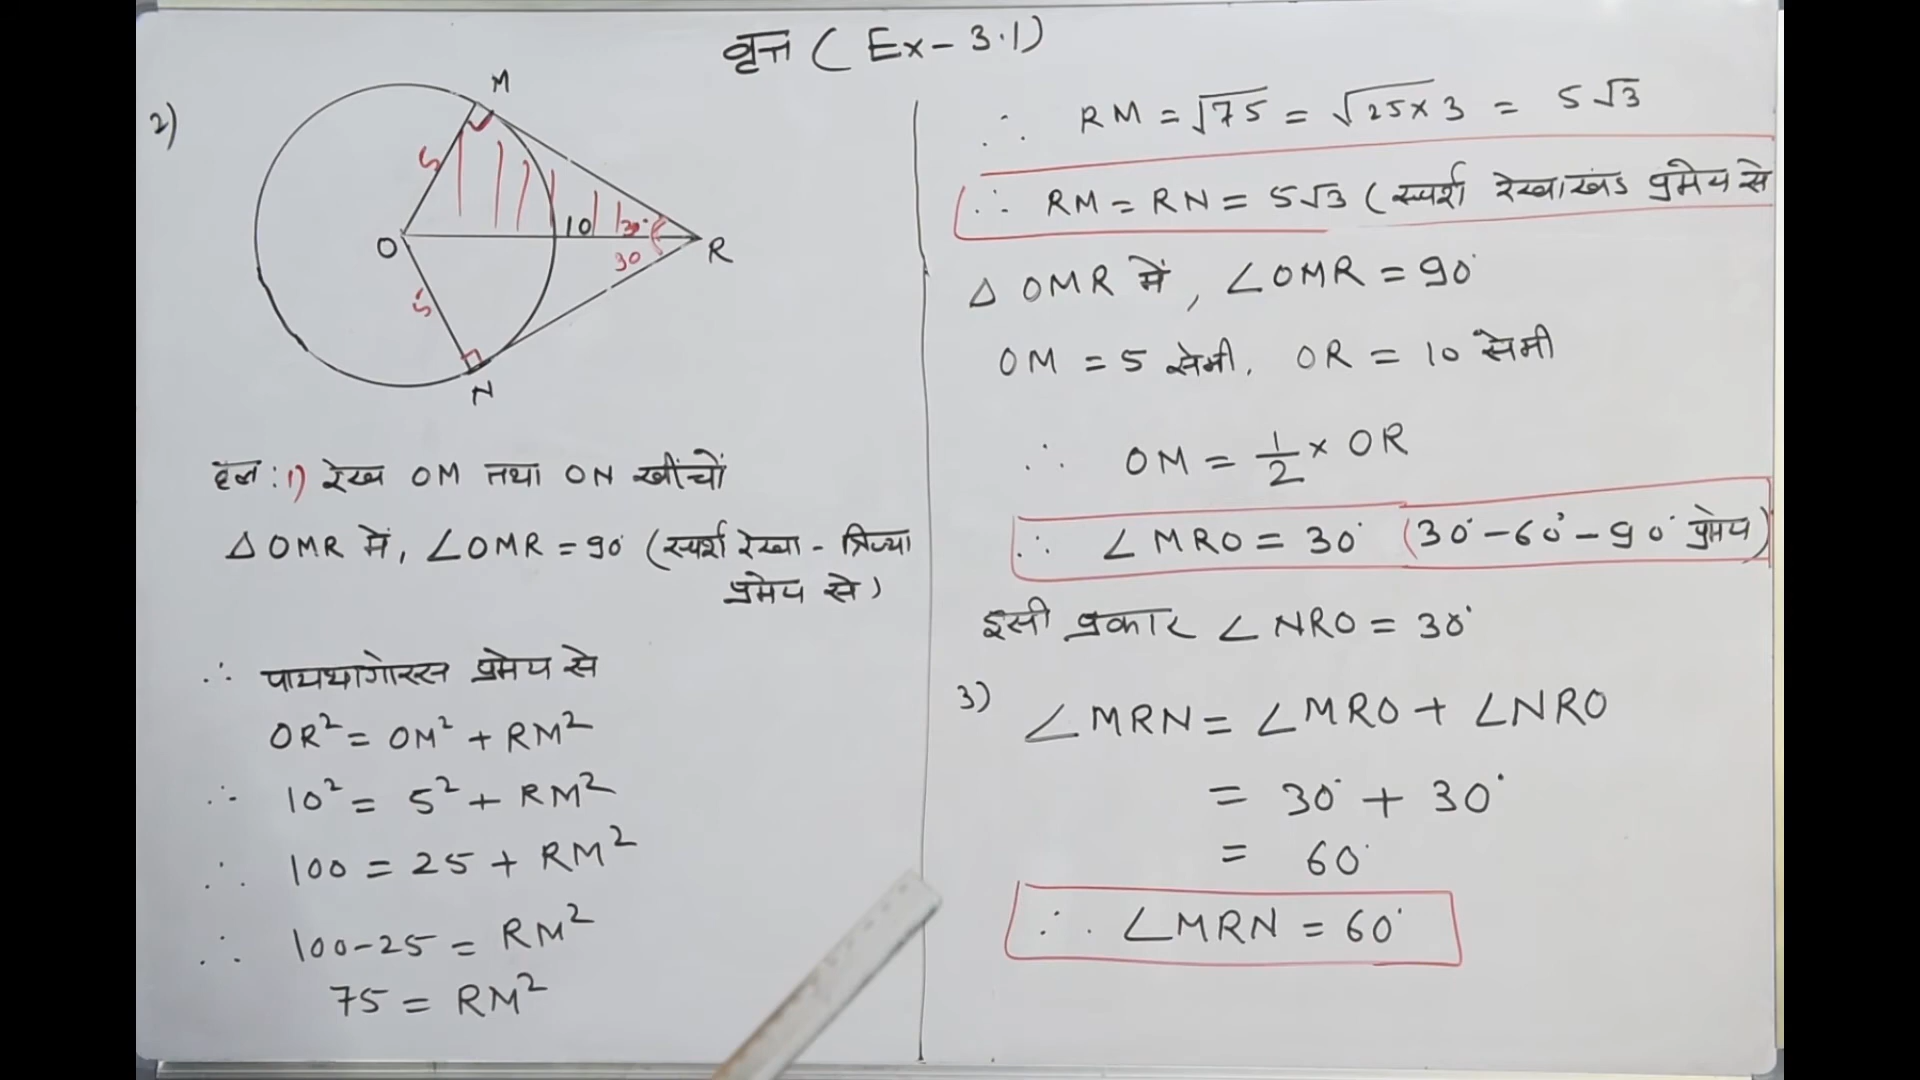 वृत्त ( Ex - 3.1)
2)
M
5
O
10
30°
30
R
5
N
हल : 1) रेख OM तथा ON खींचों
△ OMR में, ∠OMR = 90° (स्पर्श रेखा - त्रिज्या
प्रमेय से)
∴ पायथागोरस प्रमेय से
OR² = OM² + RM²
∴ 10² = 5² + RM²
∴ 100 = 25 + RM²
∴ 100-25 = RM²
75 = RM²
∴ RM = √75 = √25×3 = 5√3
∴ RM = RN = 5√3 (स्पर्श रेखाखंड प्रमेय से
△ OMR में, ∠OMR = 90°
OM = 5 सेमी. OR = 10 सेमी
∴ OM = 1/2 × OR
∴ ∠MRO = 30° (30° - 60° - 90° प्रमेय)
इसी प्रकार ∠NRO = 30°
3) ∠MRN = ∠MRO + ∠NRO
= 30° + 30°
= 60°
∴ ∠MRN = 60°